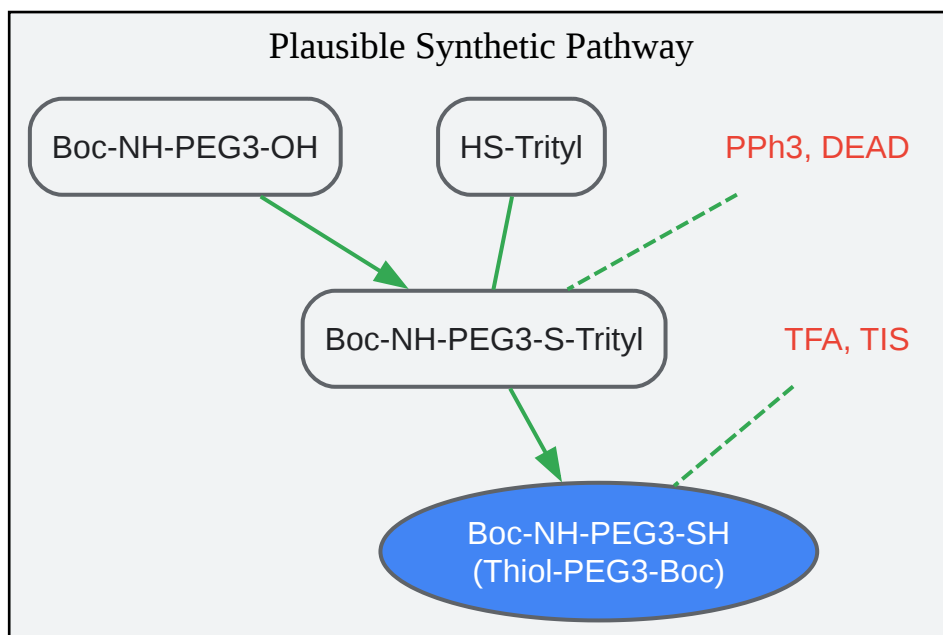 Plausible Synthetic Pathway
Boc-NH-PEG3-OH
HS-Trityl
PPh3, DEAD
Boc-NH-PEG3-S-Trityl
TFA, TIS
Boc-NH-PEG3-SH
(Thiol-PEG3-Boc)